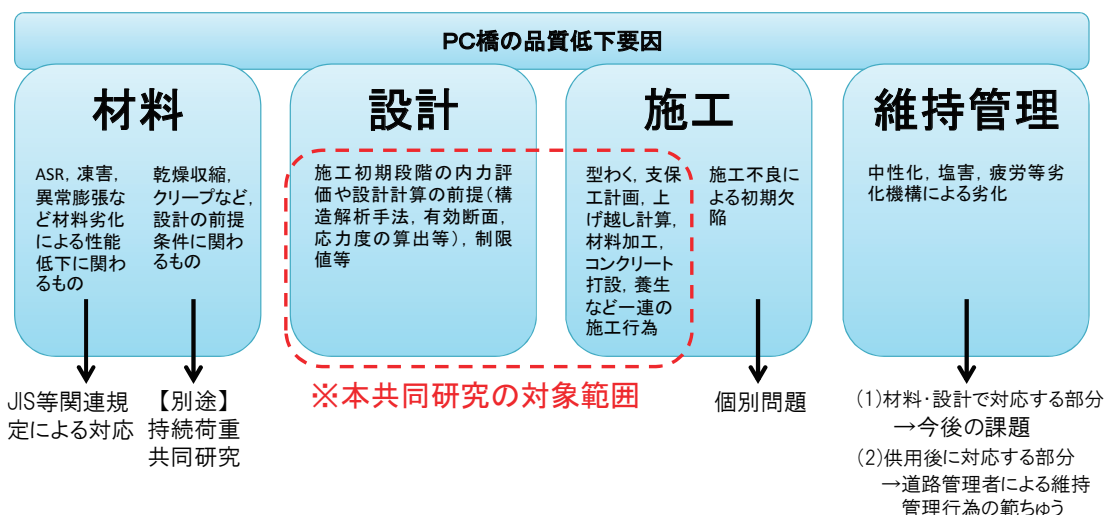 PC橋の品質低下要因
材料
ASR, 凍害,
異常膨張な
ど材料劣化
による性能
低下に関わ
るもの
乾燥収縮,
クリープなど,
設計の前提
条件に関わ
るもの
JIS等関連規
定による対応
【別途】
持続荷重
共同研究
設計
施工初期段階の内力評
価や設計計算の前提(構
造解析手法, 有効断面,
応力度の算出等), 制限
値等
施工
型わく, 支保
工計画, 上
げ越し計算,
材料加工,
コンクリート
打設, 養生
など一連の
施工行為
施工不良に
よる初期欠
陥
※本共同研究の対象範囲
個別問題
維持管理
中性化, 塩害, 疲労等劣
化機構による劣化
(1)材料・設計で対応する部分
→今後の課題
(2)供用後に対応する部分
→道路管理者による維持
管理行為の範ちゅう